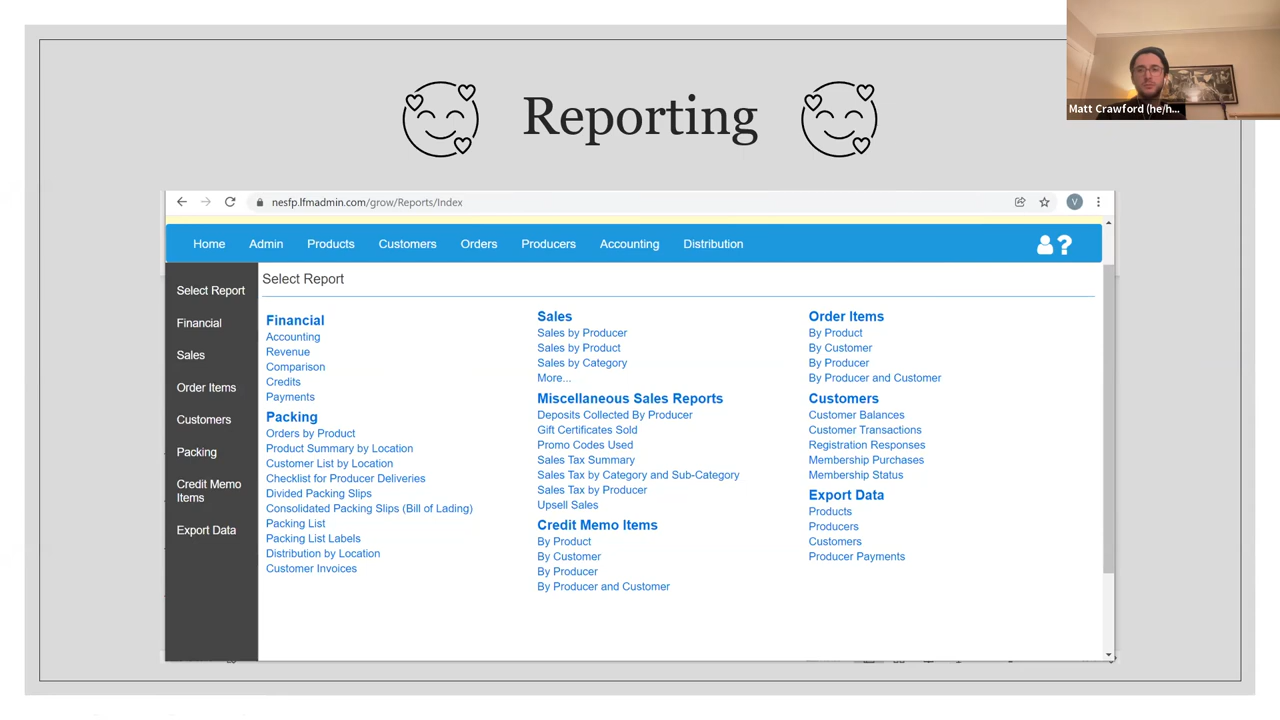 Reporting
Matt Crawford (he/h...
nesfp.lfmadmin.com/grow/Reports/Index
V
Home Admin Products Customers Orders Producers Accounting Distribution
Select Report
Financial
Sales
Order Items
Customers
Packing
Credit Memo
Items
Export Data
Select Report
Financial
Accounting
Revenue
Comparison
Credits
Payments
Packing
Orders by Product
Product Summary by Location
Customer List by Location
Checklist for Producer Deliveries
Divided Packing Slips
Consolidated Packing Slips (Bill of Lading)
Packing List
Packing List Labels
Distribution by Location
Customer Invoices
Sales
Sales by Producer
Sales by Product
Sales by Category
More...
Miscellaneous Sales Reports
Deposits Collected By Producer
Gift Certificates Sold
Promo Codes Used
Sales Tax Summary
Sales Tax by Category and Sub-Category
Sales Tax by Producer
Upsell Sales
Credit Memo Items
By Product
By Customer
By Producer
By Producer and Customer
Order Items
By Product
By Customer
By Producer
By Producer and Customer
Customers
Customer Balances
Customer Transactions
Registration Responses
Membership Purchases
Membership Status
Export Data
Products
Producers
Customers
Producer Payments